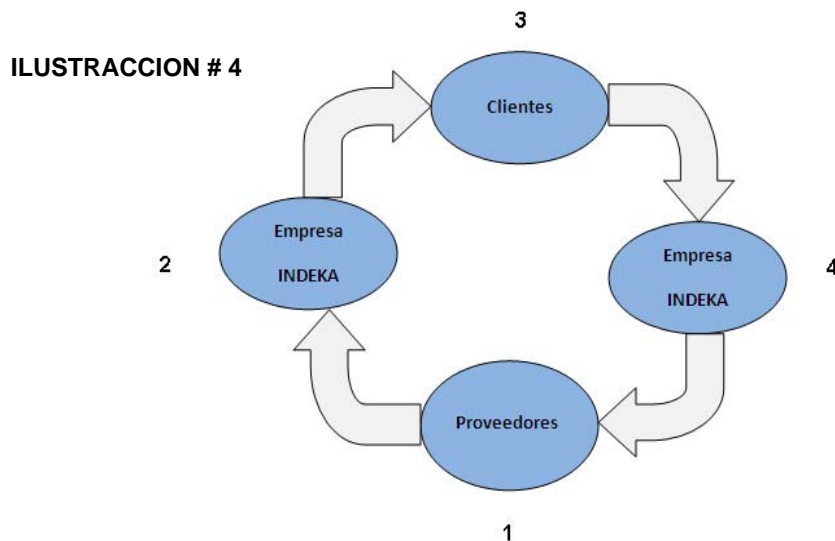 3
ILUSTRACCION # 4
Clientes
Empresa
INDEKA
2
Empresa
INDEKA
4
Proveedores
1